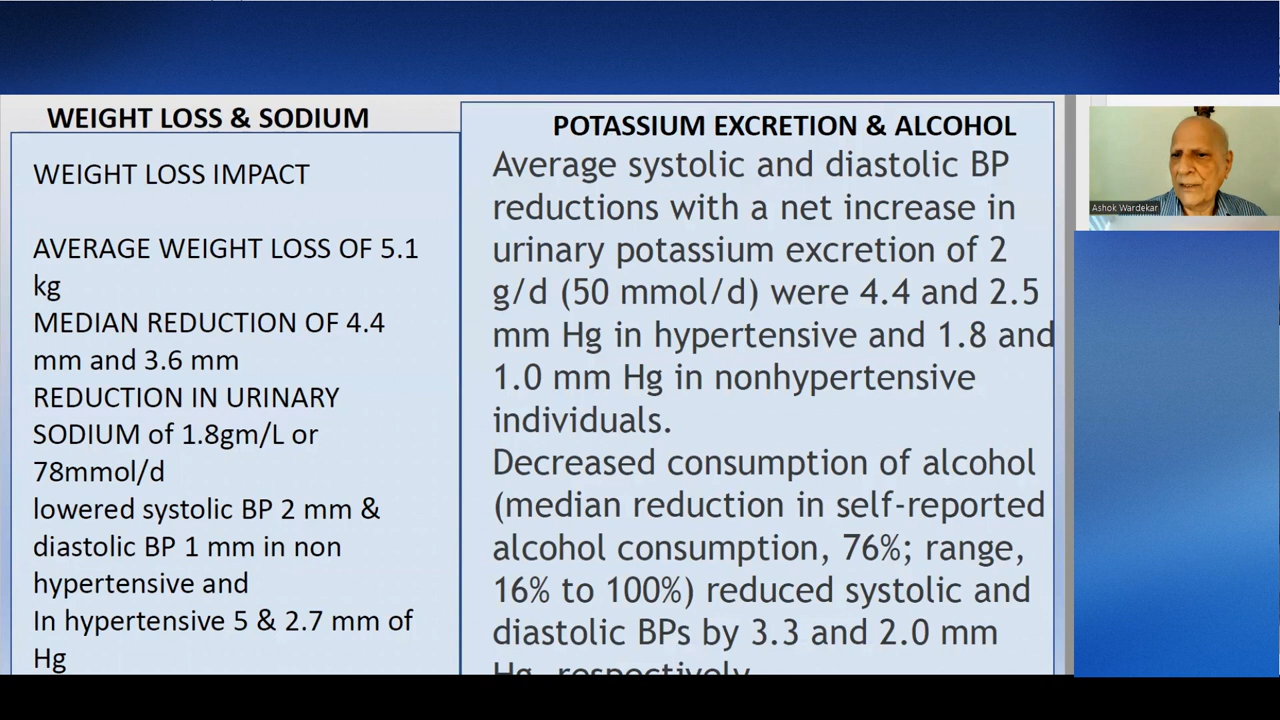 WEIGHT LOSS & SODIUM
WEIGHT LOSS IMPACT
AVERAGE WEIGHT LOSS OF 5.1
kg
MEDIAN REDUCTION OF 4.4
mm and 3.6 mm
REDUCTION IN URINARY
SODIUM of 1.8gm/L or
78mmol/d
lowered systolic BP 2 mm &
diastolic BP 1 mm in non
hypertensive and
In hypertensive 5 & 2.7 mm of
Hg
POTASSIUM EXCRETION & ALCOHOL
Average systolic and diastolic BP
reductions with a net increase in
urinary potassium excretion of 2
g/d (50 mmol/d) were 4.4 and 2.5
mm Hg in hypertensive and 1.8 and
1.0 mm Hg in nonhypertensive
individuals.
Decreased consumption of alcohol
(median reduction in self-reported
alcohol consumption, 76%; range,
16% to 100%) reduced systolic and
diastolic BPs by 3.3 and 2.0 mm
Hg, respectively
Ashok Wardekar